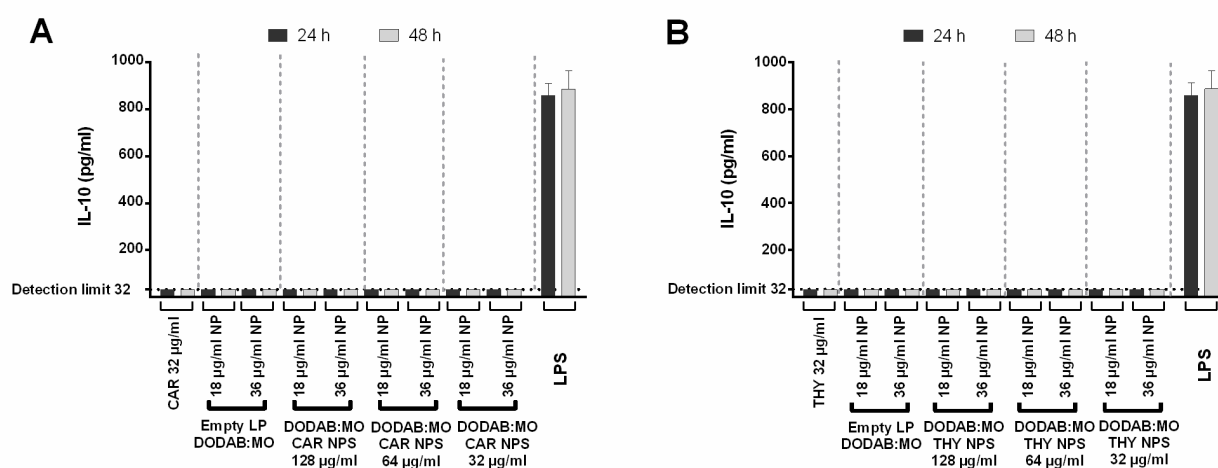 A
24 h 48 h
IL-10 (pg/ml)
1000
800
600
400
200
Detection limit 32
CAR 32 µg/ml
18 µg/ml NP
36 µg/ml NP
18 µg/ml NP
36 µg/ml NP
18 µg/ml NP
36 µg/ml NP
18 µg/ml NP
36 µg/ml NP
LPS
Empty LP
DODAB:MO
DODAB:MO
CAR NPS
128 µg/ml
DODAB:MO
CAR NPS
64 µg/ml
DODAB:MO
CAR NPS
32 µg/ml
B
24 h 48 h
IL-10 (pg/ml)
1000
800
600
400
200
Detection limit 32
THY 32 µg/ml
18 µg/ml NP
36 µg/ml NP
18 µg/ml NP
36 µg/ml NP
18 µg/ml NP
36 µg/ml NP
18 µg/ml NP
36 µg/ml NP
LPS
Empty LP
DODAB:MO
DODAB:MO
THY NPS
128 µg/ml
DODAB:MO
THY NPS
64 µg/ml
DODAB:MO
THY NPS
32 µg/ml